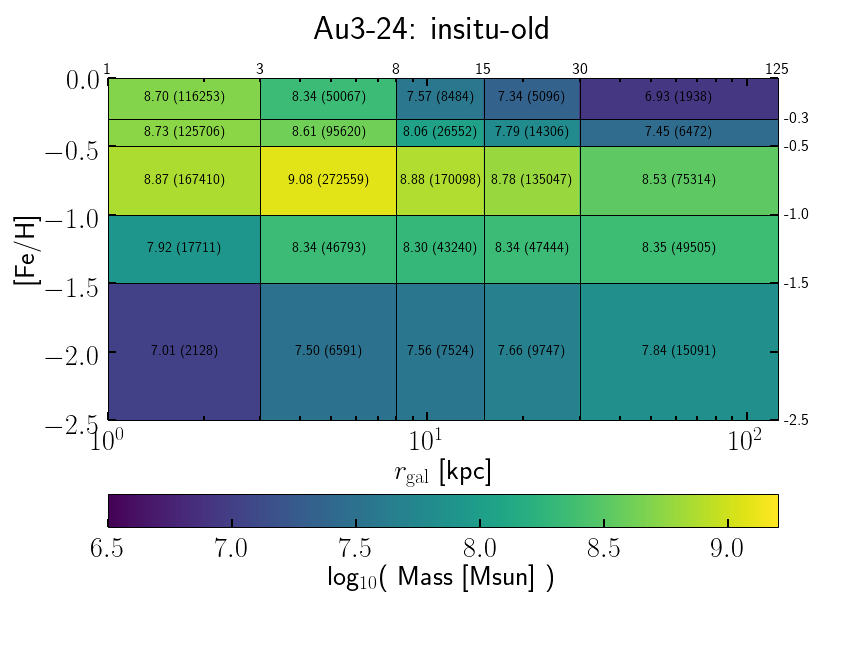 Au3-24: insitu-old
1 3 8 15 30 125
0.0
8.70 (116253) 8.34 (50067) 7.57 (8484) 7.34 (5096) 6.93 (1938)
-0.3
8.73 (125706) 8.61 (95620) 8.06 (26552) 7.79 (14306) 7.45 (6472)
−0.5 -0.5
8.87 (167410) 9.08 (272559) 8.88 (170098) 8.78 (135047) 8.53 (75314)
−1.0 -1.0
[Fe/H]
7.92 (17711) 8.34 (46793) 8.30 (43240) 8.34 (47444) 8.35 (49505)
−1.5 -1.5
−2.0 7.01 (2128) 7.50 (6591) 7.56 (7524) 7.66 (9747) 7.84 (15091)
−2.5 -2.5
10⁰ 10¹ 10²
r_gal [kpc]
6.5 7.0 7.5 8.0 8.5 9.0
log₁₀( Mass [Msun] )